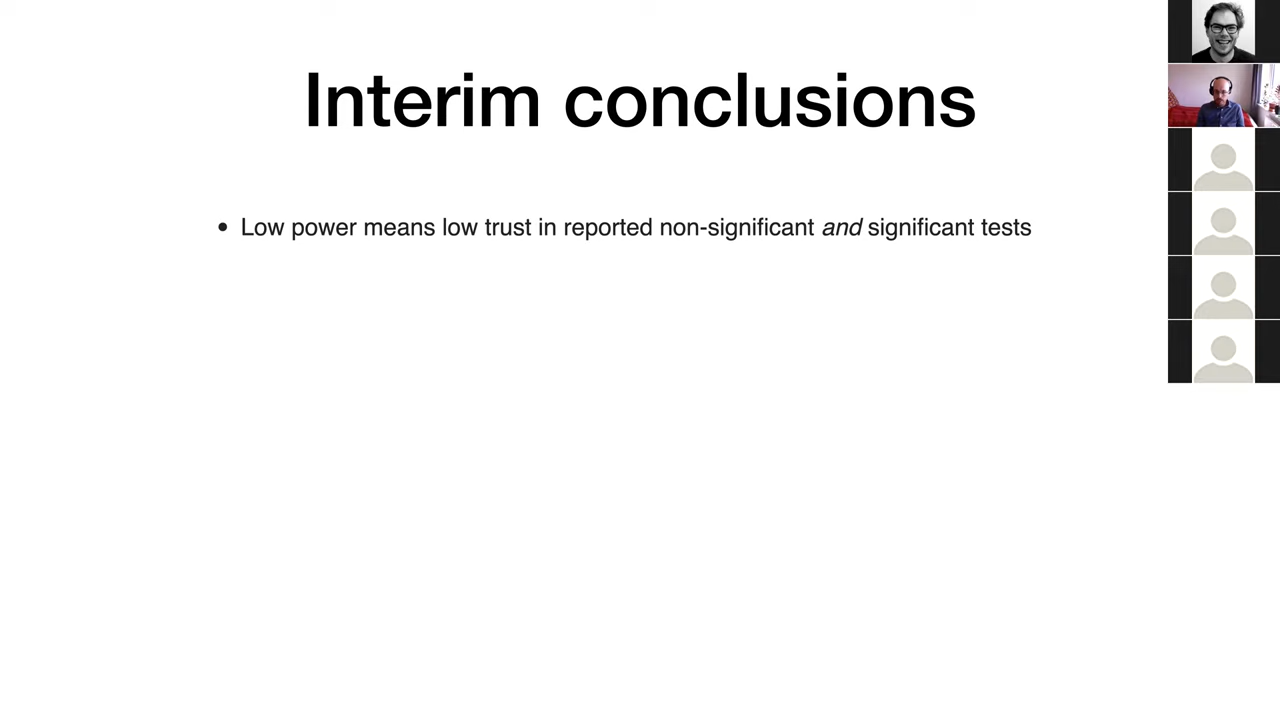 Interim conclusions
• Low power means low trust in reported non-significant and significant tests